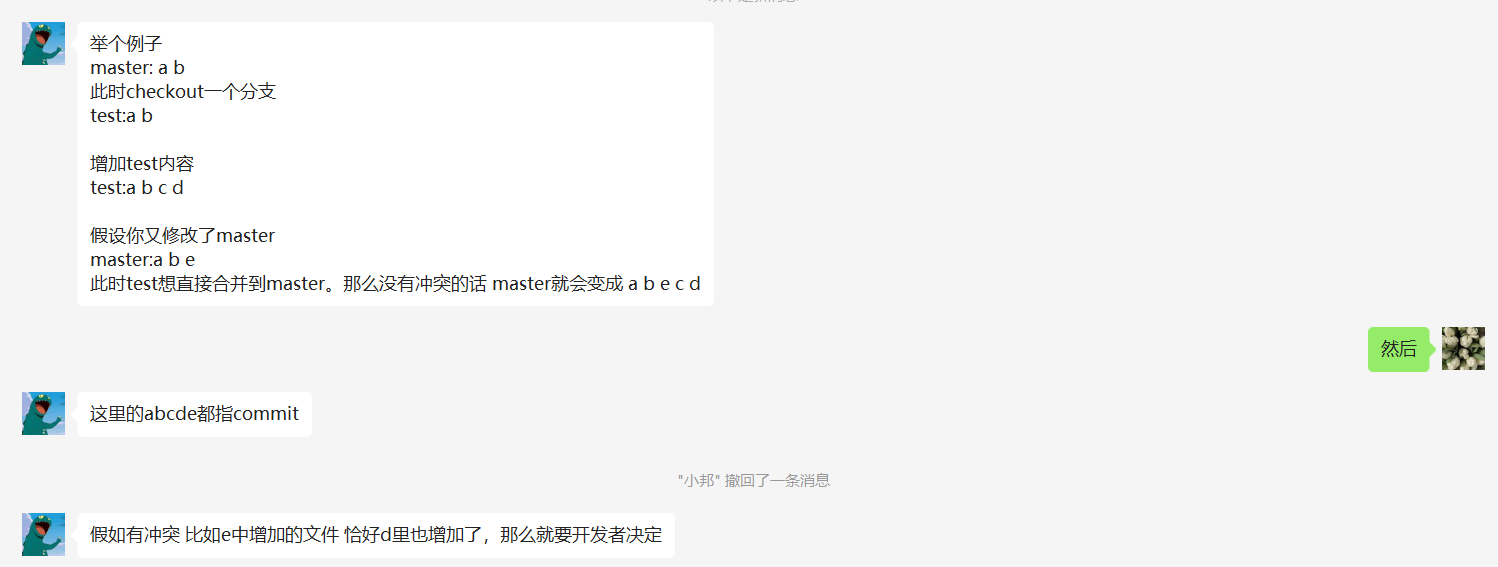 举个例子
master: a b
此时checkout一个分支
test:a b
增加test内容
test:a b c d
假设你又修改了master
master:a b e
此时test想直接合并到master。那么没有冲突的话 master就会变成 a b e c d
然后
这里的abcde都指commit
"小邦" 撤回了一条消息
假如有冲突 比如e中增加的文件 恰好d里也增加了，那么就要开发者决定